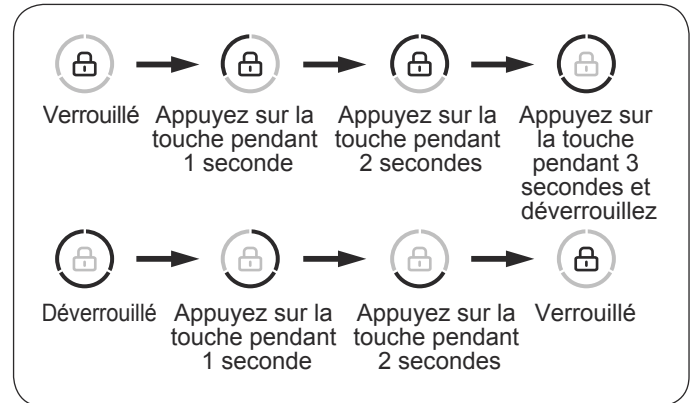 Verrouillé
Appuyez sur la
touche pendant
1 seconde
Appuyez sur la
touche pendant
2 secondes
Appuyez sur
la touche
pendant 3
secondes et
déverrouillez
Déverrouillé
Appuyez sur la
touche pendant
1 seconde
Appuyez sur la
touche pendant
2 secondes
Verrouillé